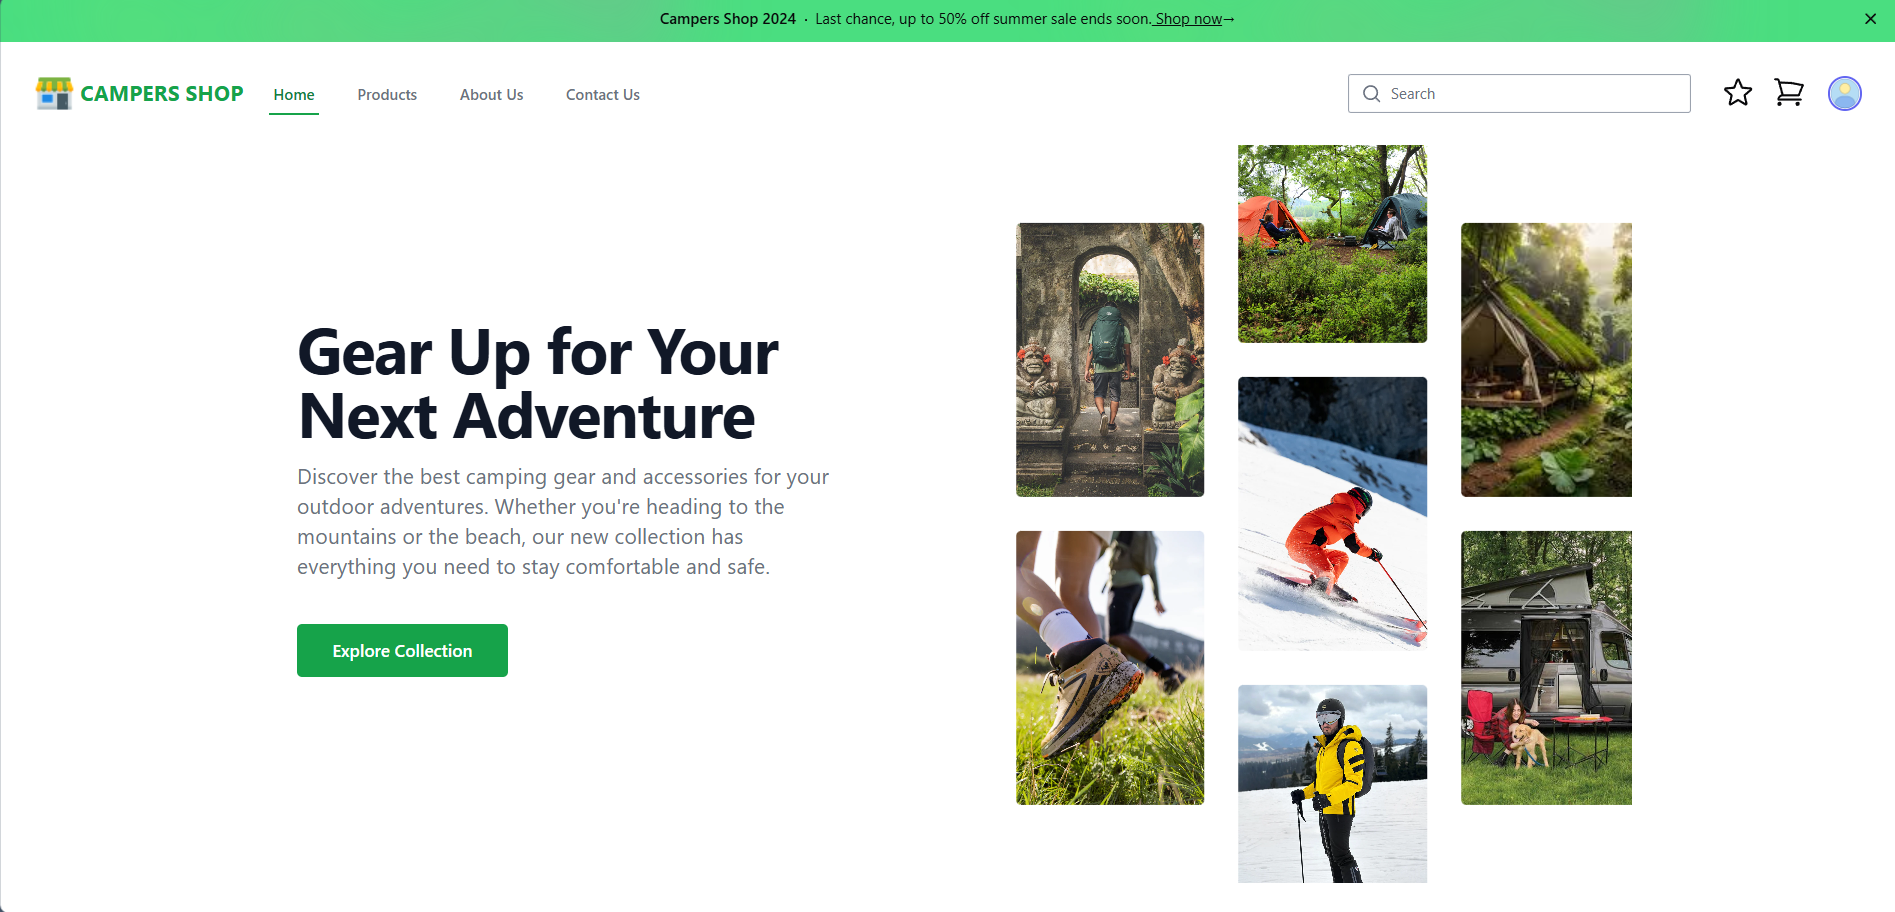 Campers Shop 2024 · Last chance, up to 50% off summer sale ends soon. Shop now→
CAMPERS SHOP
Home
Products
About Us
Contact Us
Search
Gear Up for Your
Next Adventure
Discover the best camping gear and accessories for your
outdoor adventures. Whether you're heading to the
mountains or the beach, our new collection has
everything you need to stay comfortable and safe.
Explore Collection